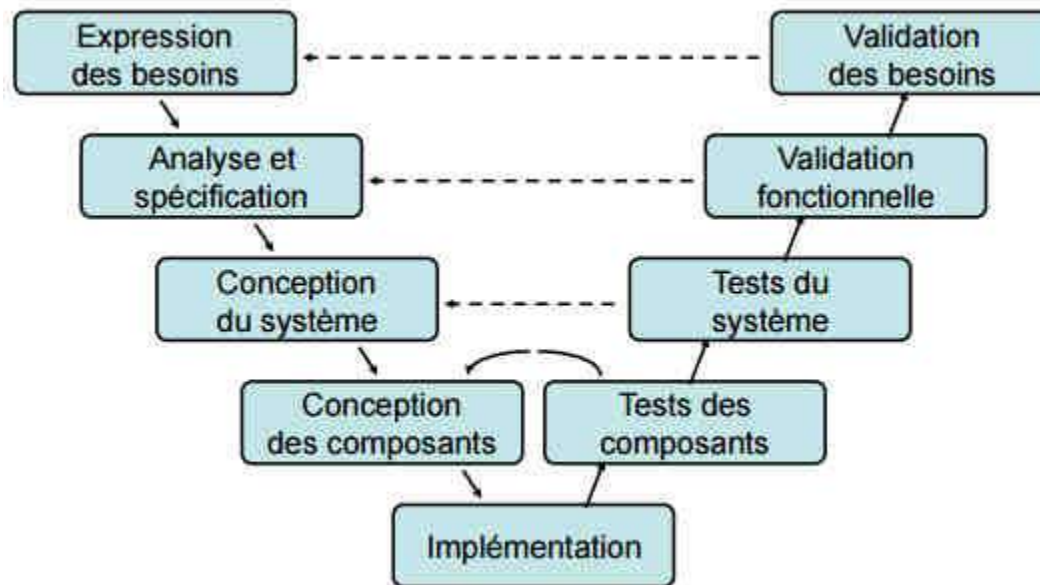 Expression
des besoins
Validation
des besoins
Analyse et
spécification
Validation
fonctionnelle
Conception
du système
Tests du
système
Conception
des composants
Tests des
composants
Implémentation